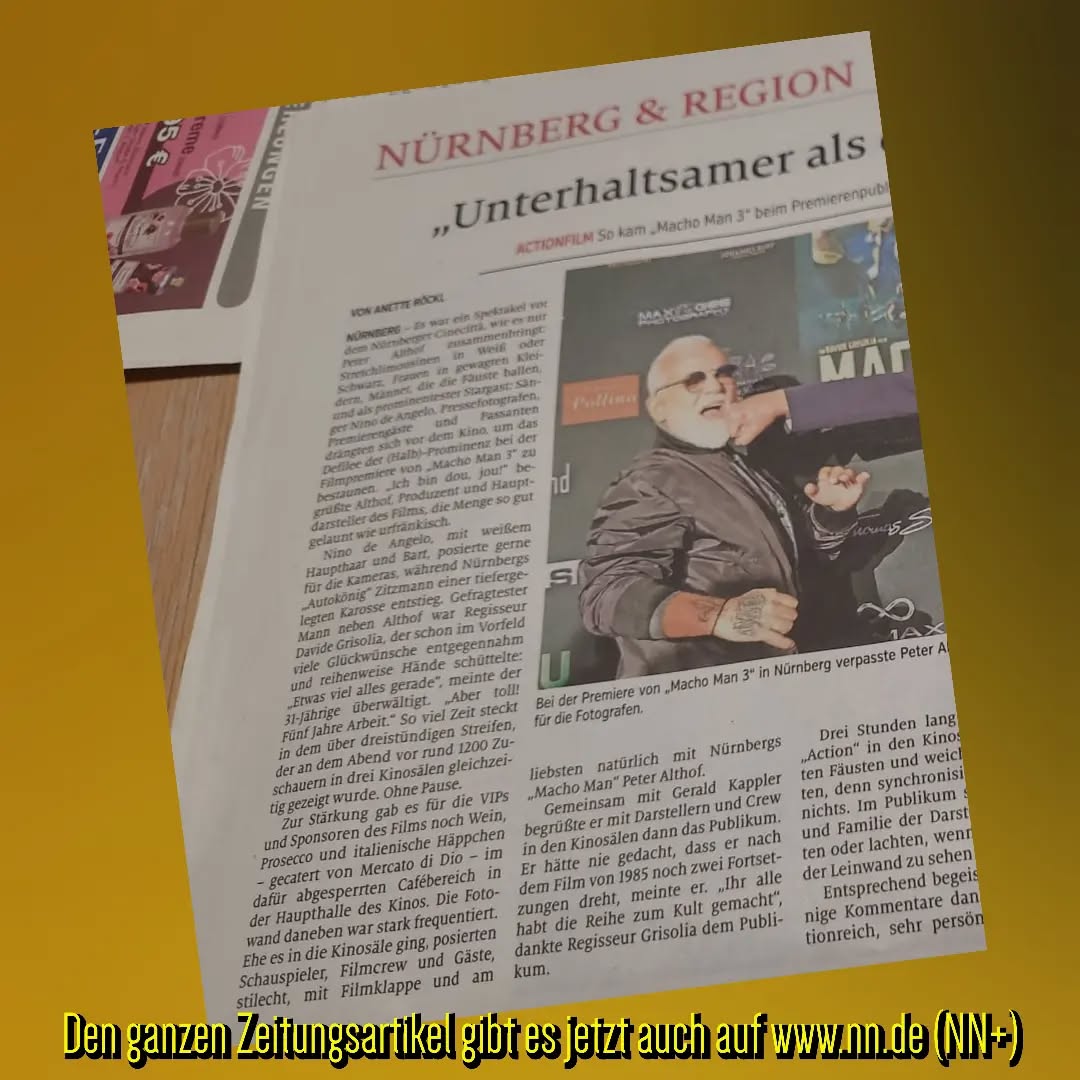 NÜRNBERG & REGION
„Unterhaltsamer als
ACTIONFILM So kam „Macho Man 3“ beim Premierenpubl
VON ANETTE RÖCKL
NÜRNBERG – Es war ein Spektakel vor
dem Nürnberger Cinecittà, wie es nur
Peter Althof zusammenbringt:
Stretchlimousinen in Weiß oder
Schwarz, Frauen in gewagten Klei-
dern, Männer, die die Fäuste ballen,
und als prominentester Stargast: Sän-
ger Nino de Angelo. Pressefotografen,
Premierengäste und Passanten
drängten sich vor dem Kino, um das
Defilee der (Halb)-Prominenz bei der
Filmpremiere von „Macho Man 3“ zu
bestaunen. „Ich bin dou, jou!“ be-
grüßte Althof, Produzent und Haupt-
darsteller des Films, die Menge so gut
gelaunt wie urfränkisch.
Nino de Angelo, mit weißem
Haupthaar und Bart, posierte gerne
für die Kameras, während Nürnbergs
„Autokönig“ Zitzmann einer tieferge-
legten Karosse entstieg. Gefragtester
Mann neben Althof war Regisseur
Davide Grisolia, der schon im Vorfeld
viele Glückwünsche entgegennahm
und reihenweise Hände schüttelte:
„Etwas viel alles gerade“, meinte der
31-Jährige überwältigt. „Aber toll!
Fünf Jahre Arbeit.“ So viel Zeit steckt
in dem über dreistündigen Streifen,
der an dem Abend vor rund 1200 Zu-
schauern in drei Kinosälen gleichzei-
tig gezeigt wurde. Ohne Pause.
Zur Stärkung gab es für die VIPs
und Sponsoren des Films noch Wein,
Prosecco und italienische Häppchen
– gecatert von Mercato di Dio – im
dafür abgesperrten Cafébereich in
der Haupthalle des Kinos. Die Foto-
wand daneben war stark frequentiert.
Ehe es in die Kinosäle ging, posierten
Schauspieler, Filmcrew und Gäste,
stilecht, mit Filmklappe und am
Pollina
MAC
Bei der Premiere von „Macho Man 3“ in Nürnberg verpasste Peter Al
für die Fotografen.
liebsten natürlich mit Nürnbergs
„Macho Man“ Peter Althof.
Gemeinsam mit Gerald Kappler
begrüßte er mit Darstellern und Crew
in den Kinosälen dann das Publikum.
Er hätte nie gedacht, dass er nach
dem Film von 1985 noch zwei Fortset-
zungen dreht, meinte er. „Ihr alle
habt die Reihe zum Kult gemacht“,
dankte Regisseur Grisolia dem Publi-
kum.
Drei Stunden lang
„Action“ in den Kinos
ten Fäusten und weich
ten, denn synchronisi
nichts. Im Publikum s
und Familie der Darst
ten oder lachten, wenn
der Leinwand zu sehen
Entsprechend begeis
nige Kommentare dan
tionreich, sehr persön
Den ganzen Zeitungsartikel gibt es jetzt auch auf www.nn.de (NN+)